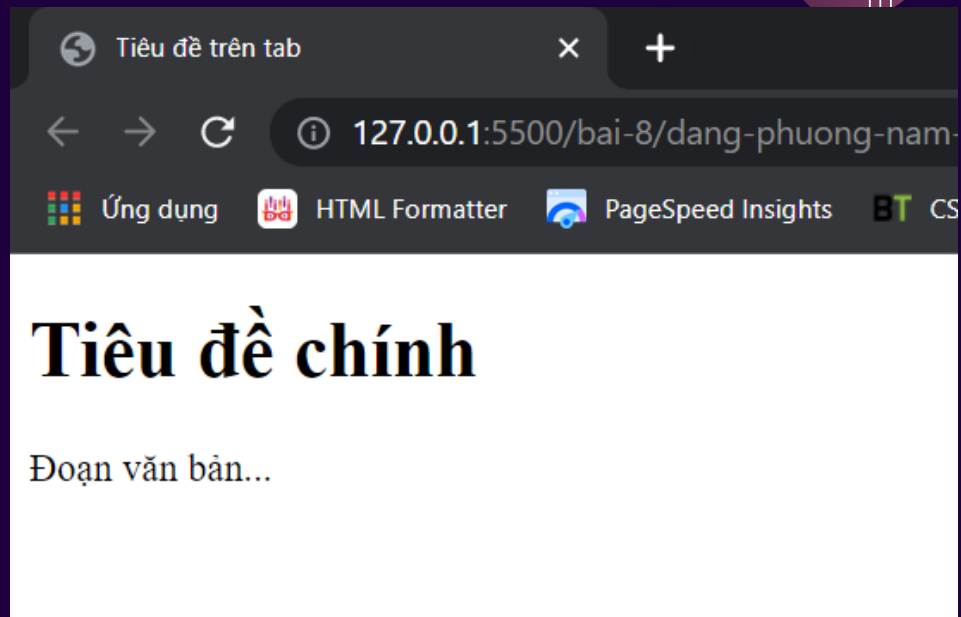 Tiêu đề trên tab
127.0.0.1:5500/bai-8/dang-phuong-nam-
Ứng dụng HTML Formatter PageSpeed Insights BT CS
Tiêu đề chính
Đoạn văn bản...